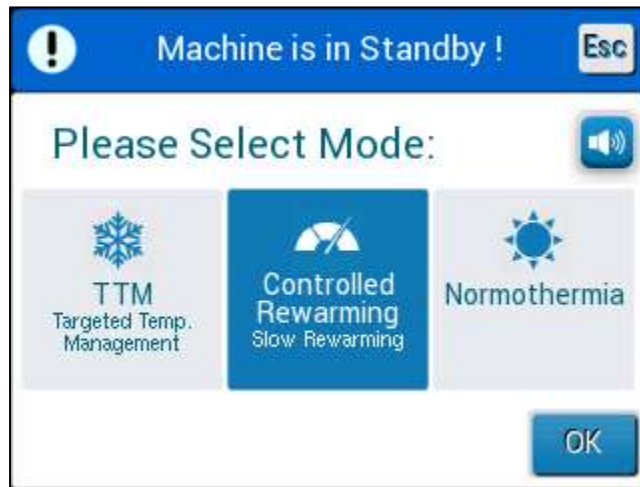 Machine is in Standby !
Esc
Please Select Mode:
TTM
Targeted Temp.
Management
Controlled
Rewarming
Slow Rewarming
Normothermia
OK